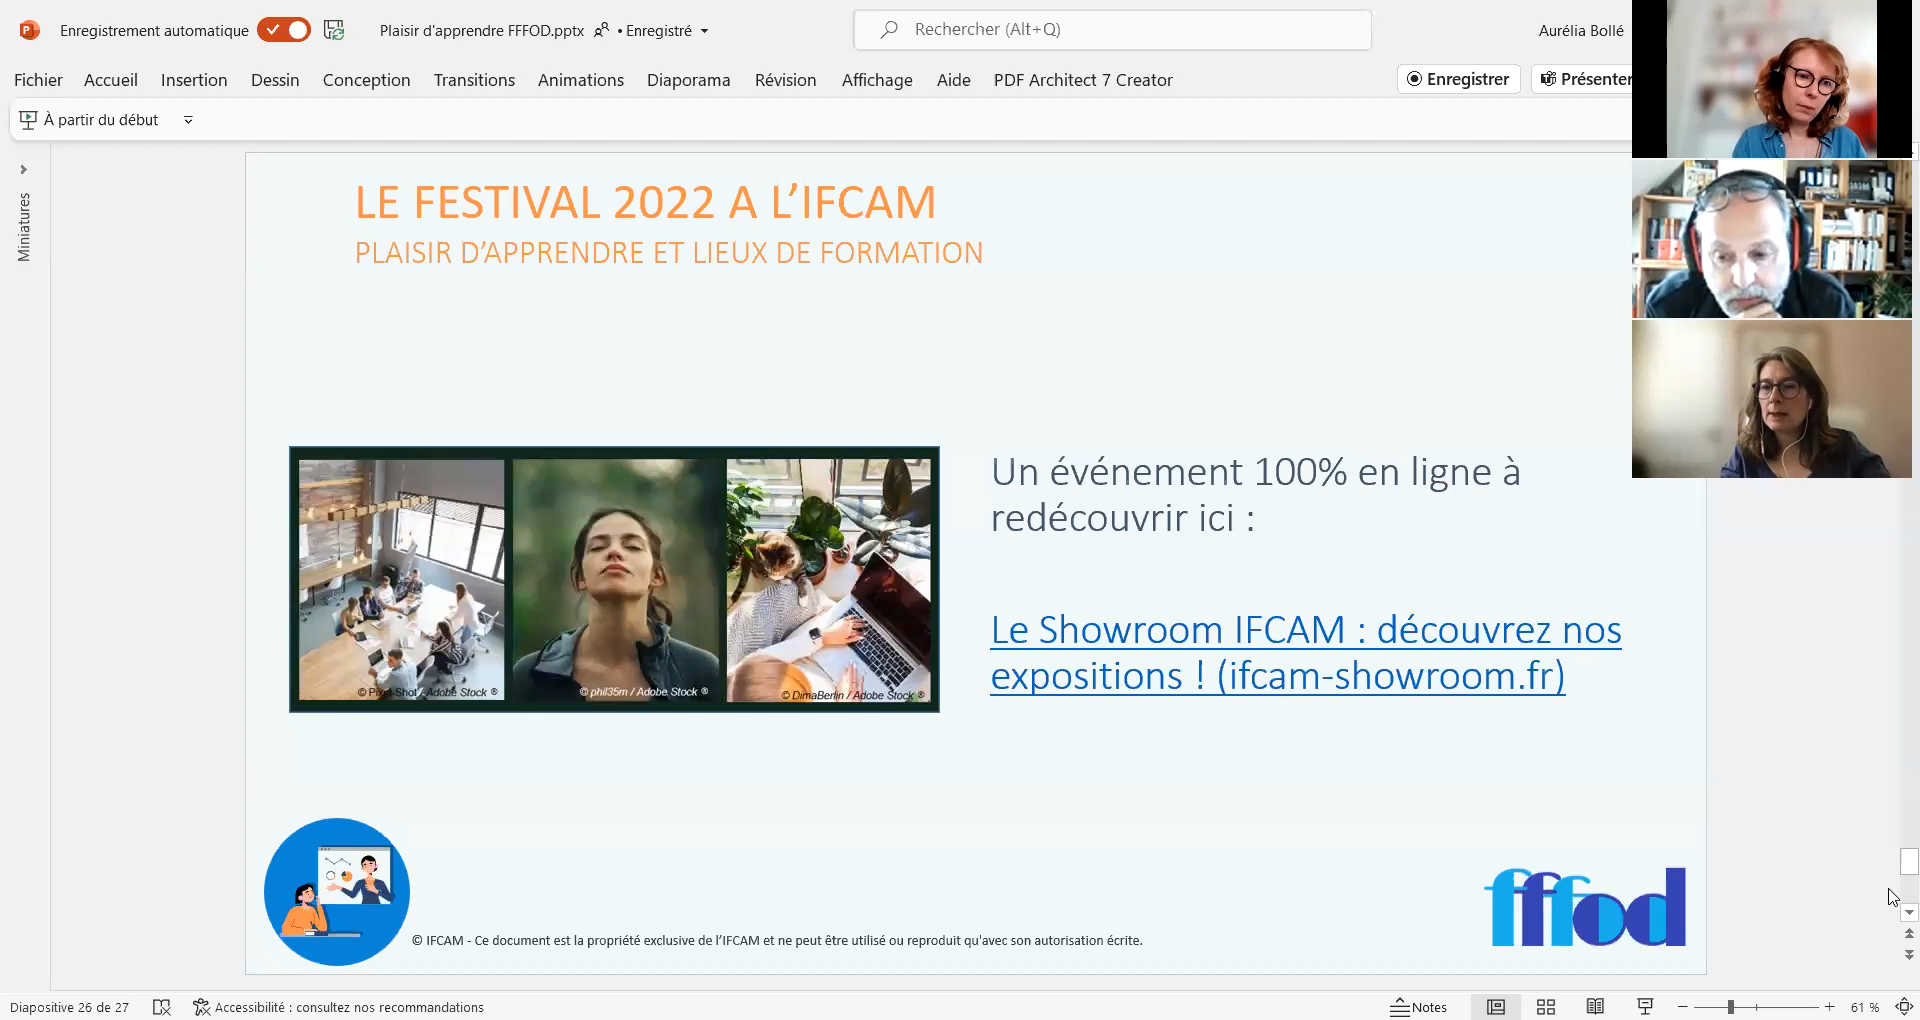 Enregistrement automatique
Plaisir d'apprendre FFFOD.pptx • Enregistré
Rechercher (Alt+Q)
Aurélia Bollé
Fichier Accueil Insertion Dessin Conception Transitions Animations Diaporama Révision Affichage Aide PDF Architect 7 Creator
Enregistrer
Présenter
À partir du début
Miniatures
LE FESTIVAL 2022 A L’IFCAM
PLAISIR D’APPRENDRE ET LIEUX DE FORMATION
Un événement 100% en ligne à
redécouvrir ici :
Le Showroom IFCAM : découvrez nos
expositions ! (ifcam-showroom.fr)
© Pixel-Shot / Adobe Stock ®
© phil35m / Adobe Stock ®
© DimaBerlin / Adobe Stock ®
fffod
© IFCAM - Ce document est la propriété exclusive de l’IFCAM et ne peut être utilisé ou reproduit qu'avec son autorisation écrite.
Diapositive 26 de 27
Accessibilité : consultez nos recommandations
Notes
61 %